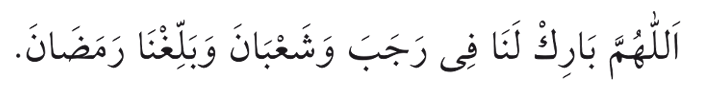 اَللّٰهُمَّ بَارِكْ لَنَا فِى رَجَبَ وَشَعْبَانَ وَبَلِّغْنَا رَمَضَانَ.